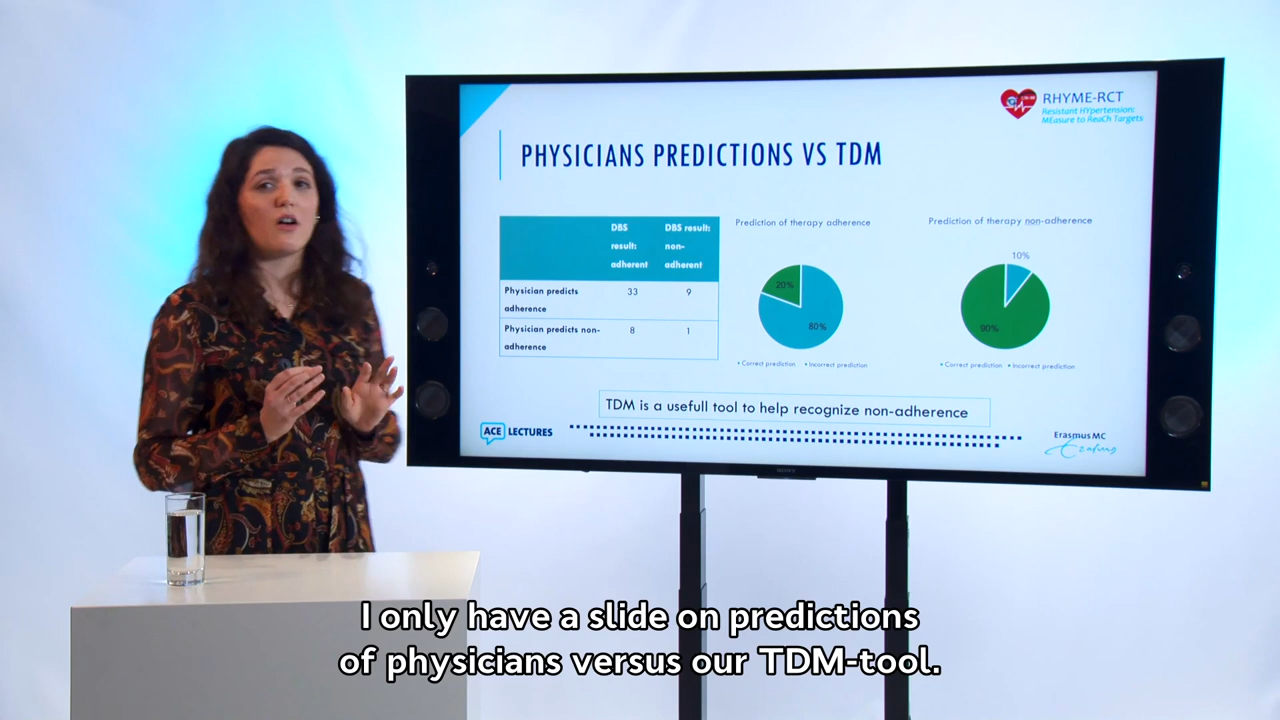 RHYME-RCT
Resistant HYpertension:
MEasure to ReaCh Targets
PHYSICIANS PREDICTIONS VS TDM
DBS result: adherent
DBS result: non-adherent
Physician predicts adherence
33
9
Physician predicts non-adherence
8
1
Prediction of therapy adherence
20%
80%
Correct prediction
Incorrect prediction
Prediction of therapy non-adherence
10%
90%
Correct prediction
Incorrect prediction
TDM is a usefull tool to help recognize non-adherence
ACE LECTURES
Erasmus MC
Erasmus
SONY
I only have a slide on predictions
of physicians versus our TDM-tool.